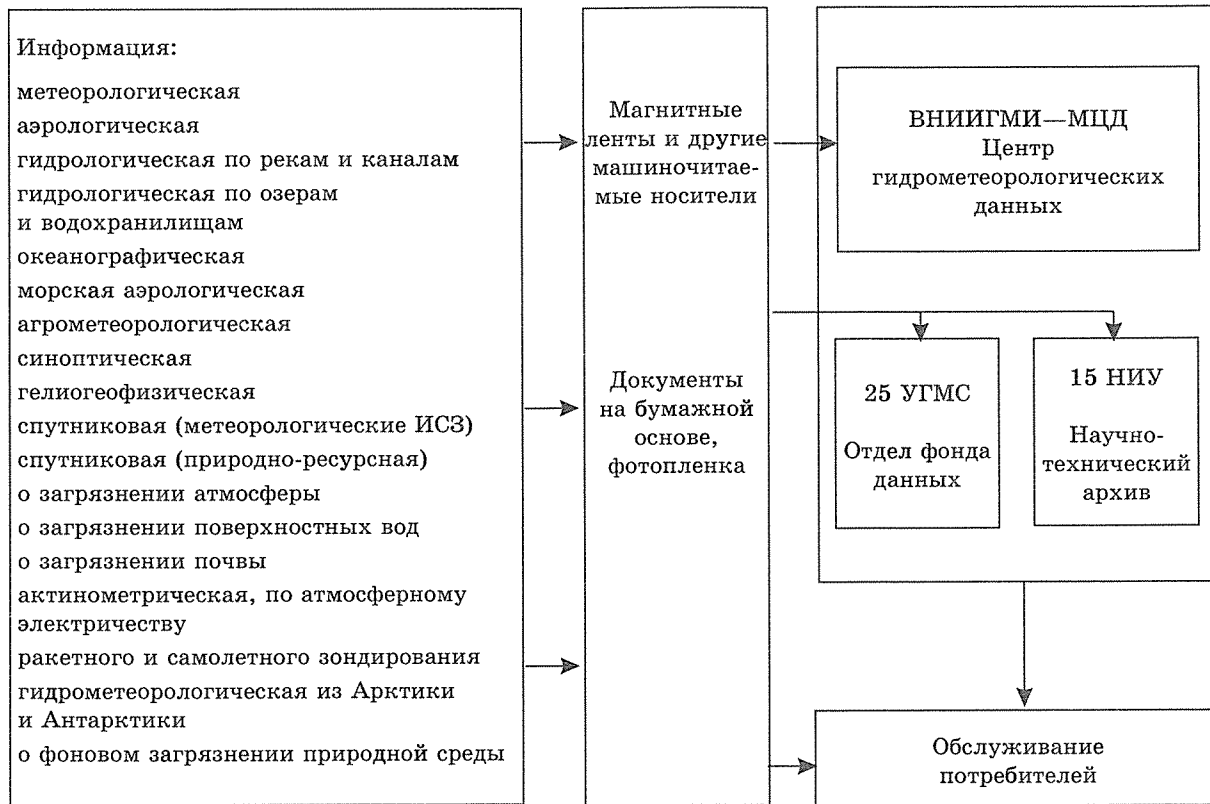 Информация:
метеорологическая
аэрологическая
гидрологическая по рекам и каналам
гидрологическая по озерам
и водохранилищам
океанографическая
морская аэрологическая
агрометеорологическая
синоптическая
гелиогеофизическая
спутниковая (метеорологические ИСЗ)
спутниковая (природно-ресурсная)
о загрязнении атмосферы
о загрязнении поверхностных вод
о загрязнении почвы
актинометрическая, по атмосферному
электричеству
ракетного и самолетного зондирования
гидрометеорологическая из Арктики
и Антарктики
о фоновом загрязнении природной среды
Магнитные
ленты и другие
машиночитае-
мые носители
Документы
на бумажной
основе,
фотопленка
ВНИИГМИ—МЦД
Центр
гидрометеорологических
данных
25 УГМС
Отдел фонда
данных
15 НИУ
Научно-
технический
архив
Обслуживание
потребителей